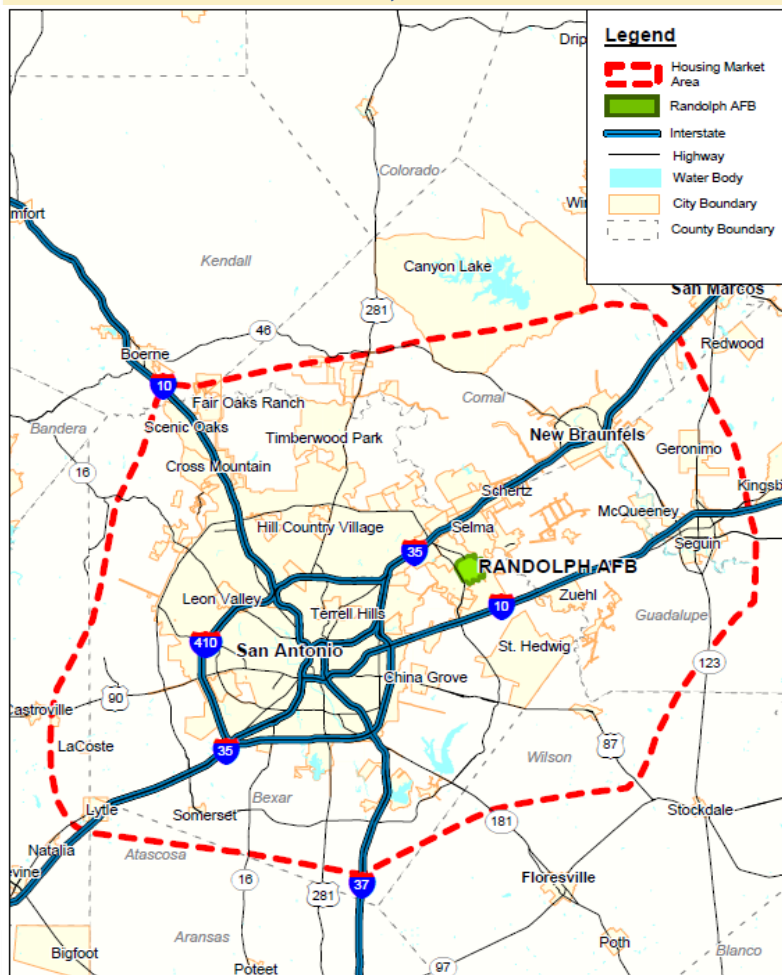 Legend
Housing Market
Area
Randolph AFB
Interstate
Highway
Water Body
City Boundary
County Boundary
Drip
Colorado
Wi
mfort
Kendall
Canyon Lake
San Marcos
281
46
Redwood
Boerne
10
Comal
Fair Oaks Ranch
Bandera
Scenic Oaks
Timberwood Park
New Braunfels
Geronimo
16
Cross Mountain
Kingsb
Schertz
McQueeney
Hill Country Village
Selma
35
Seguin
RANDOLPH AFB
Leon Valley
Zuehl
10
Terrell Hills
Guadalupe
410
San Antonio
St. Hedwig
China Grove
123
90
Castroville
LaCoste
35
87
Wilson
Bexar
Lytle
Somerset
Stockdale
181
Natalia
Atascosa
evine
16
37
Floresville
281
Aransas
Poth
Bigfoot
Blanco
Poteet
97